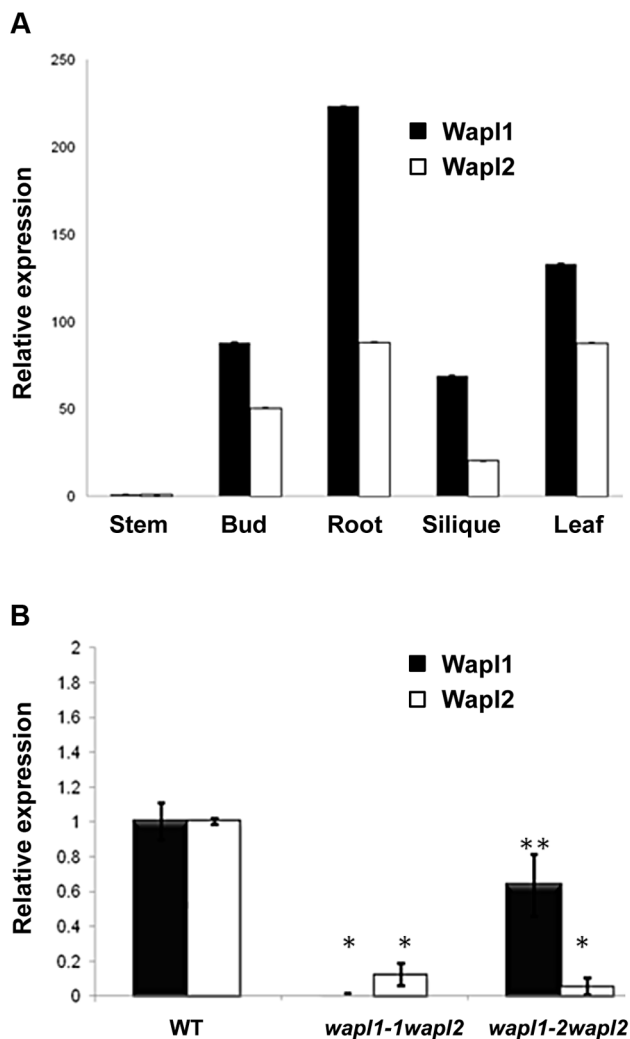 A
Relative expression
250
200
150
100
50
0
Wapl1
Wapl2
Stem Bud Root Silique Leaf
B
Relative expression
2
1.8
1.6
1.4
1.2
1
0.8
0.6
0.4
0.2
0
Wapl1
Wapl2
* * ** *
WT wapl1-1wapl2 wapl1-2wapl2